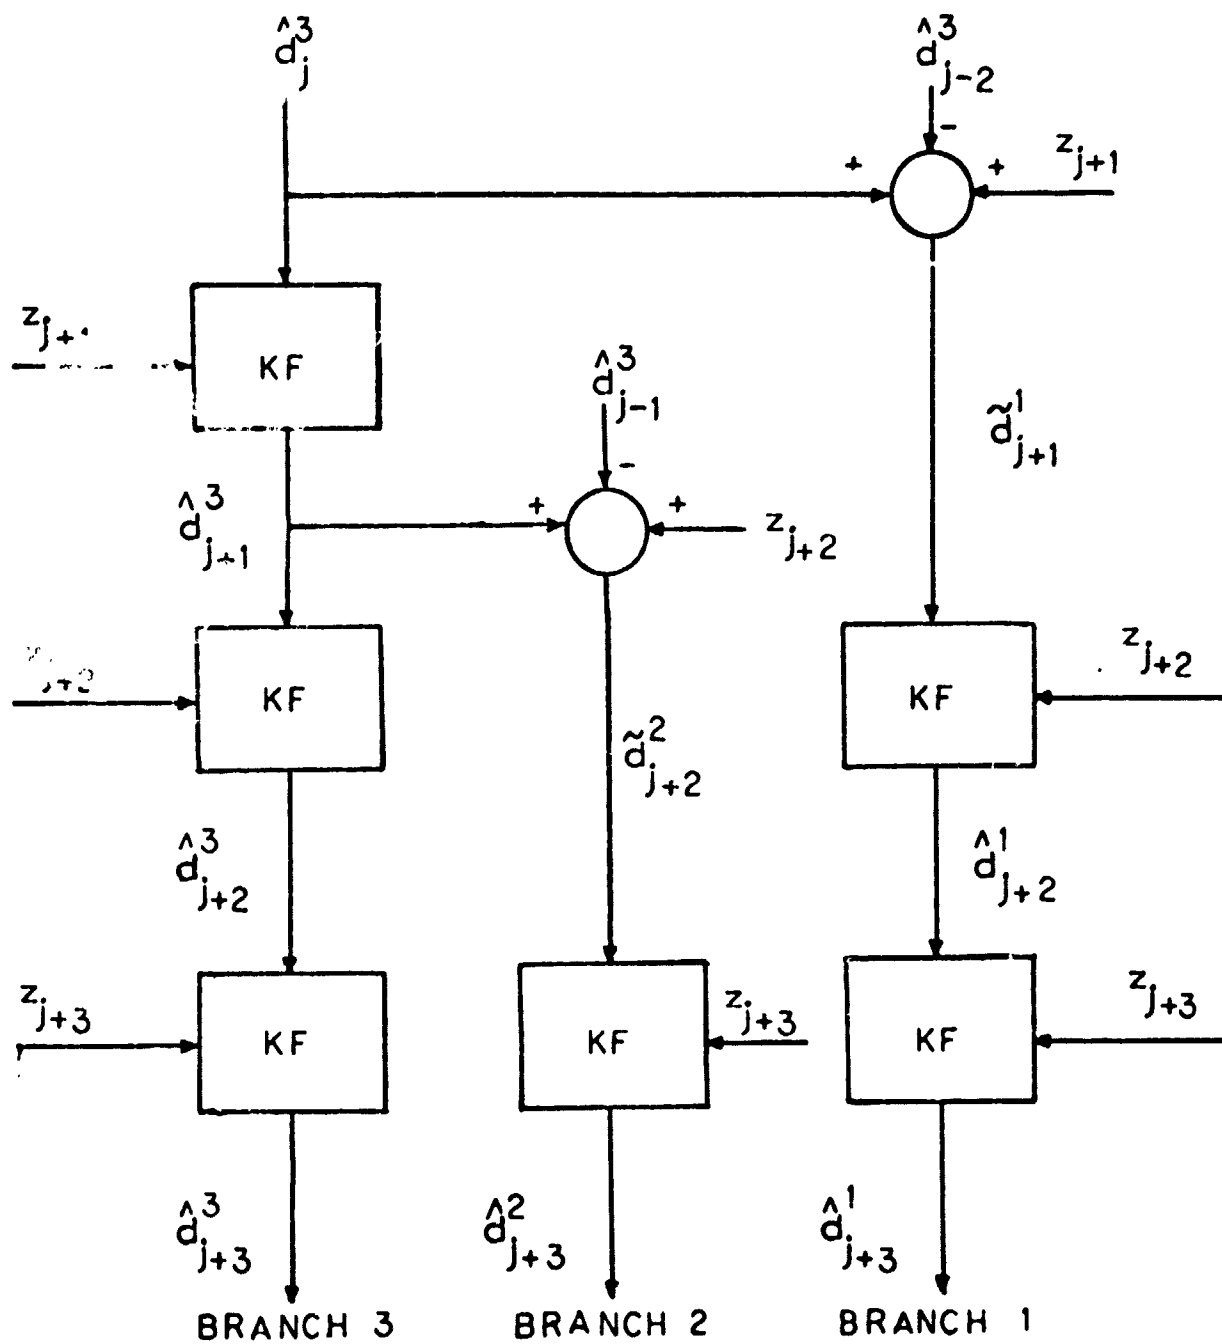 d̂³ⱼ
d̂³ⱼ₋₂
-
+
+
zⱼ₊₁
KF
d̂³ⱼ₋₁
-
+
+
zⱼ₊₂
d̃¹ⱼ₊₁
d̂³ⱼ₊₁
KF
KF
zⱼ₊₂
d̃²ⱼ₊₂
d̂³ⱼ₊₂
d̂¹ⱼ₊₂
zⱼ₊₃
KF
KF
zⱼ₊₃
KF
zⱼ₊₃
d̂³ⱼ₊₃
d̂²ⱼ₊₃
d̂¹ⱼ₊₃
BRANCH 3
BRANCH 2
BRANCH 1